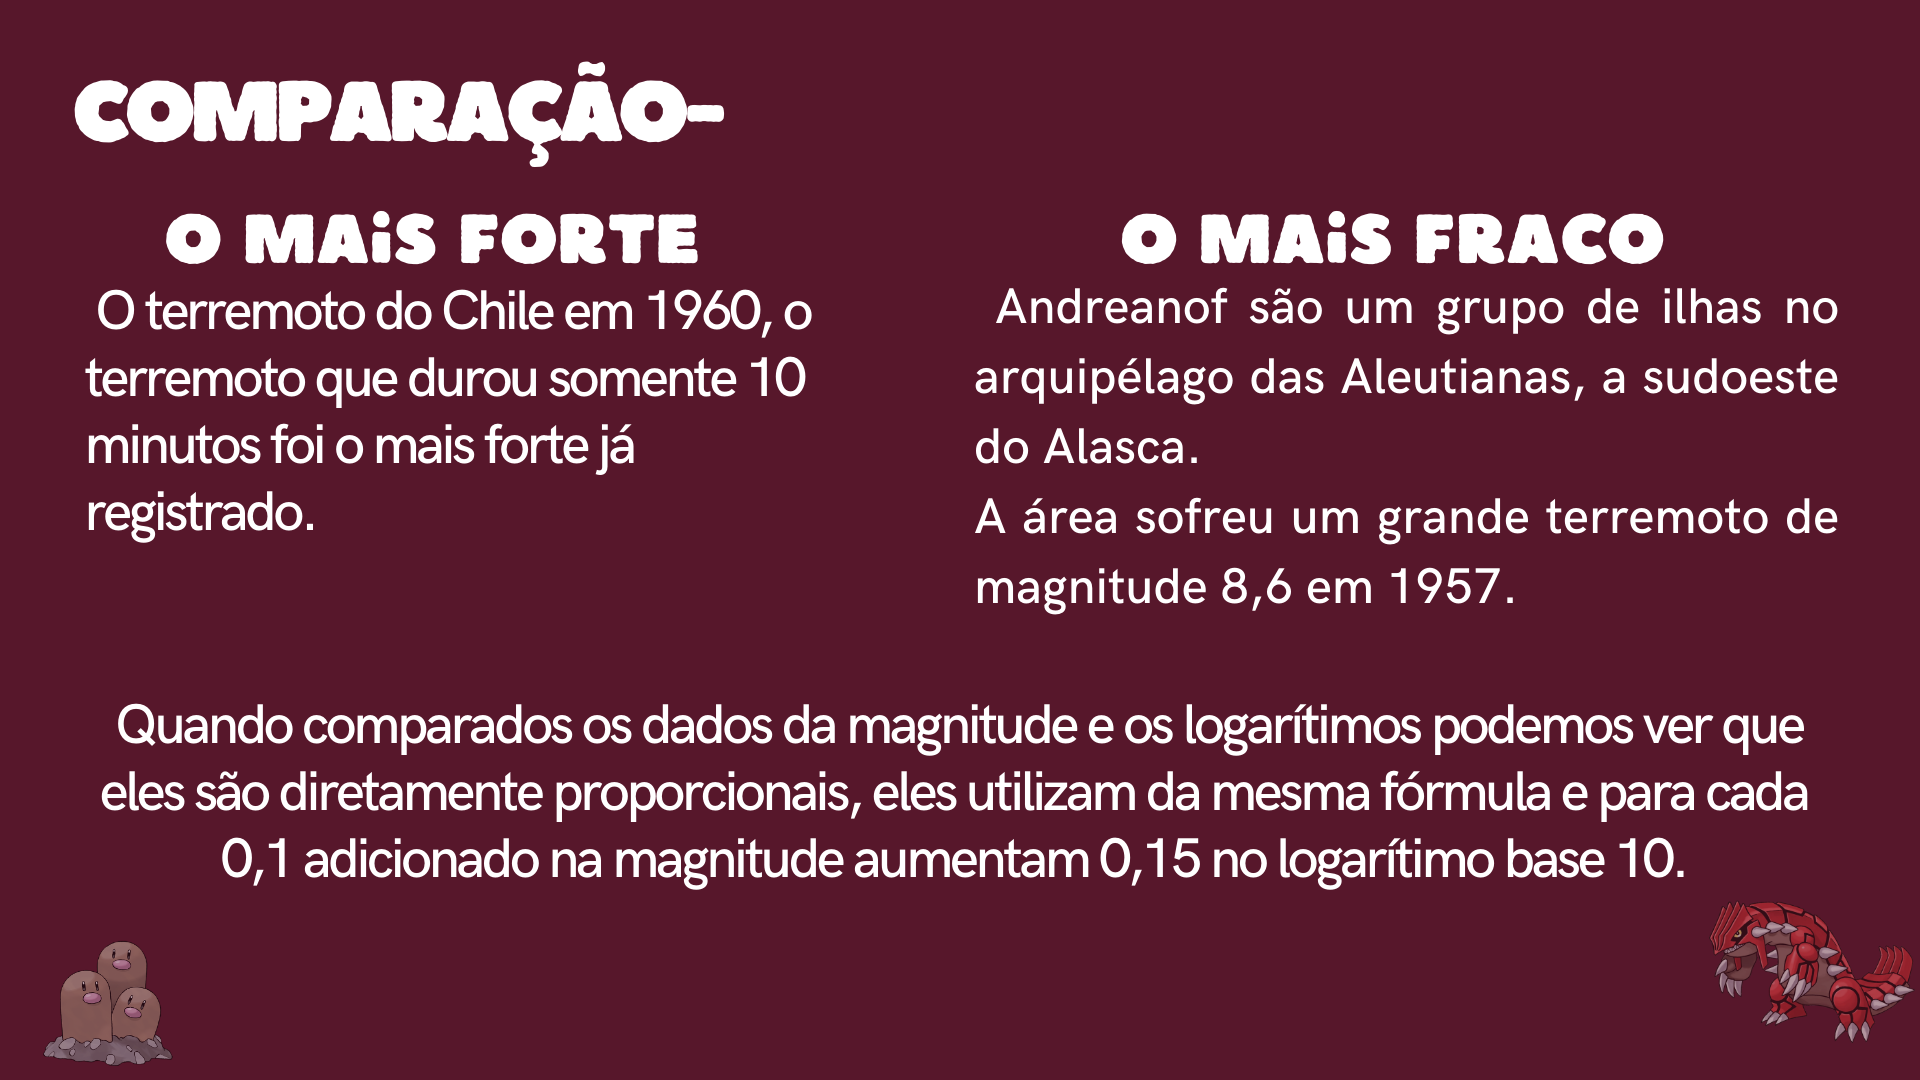 COMPARAÇÃO-
O MAiS FORTE
O terremoto do Chile em 1960, o
terremoto que durou somente 10
minutos foi o mais forte já
registrado.
O MAiS FRACO
Andreanof são um grupo de ilhas no
arquipélago das Aleutianas, a sudoeste
do Alasca.
A área sofreu um grande terremoto de
magnitude 8,6 em 1957.
Quando comparados os dados da magnitude e os logarítimos podemos ver que
eles são diretamente proporcionais, eles utilizam da mesma fórmula e para cada
0,1 adicionado na magnitude aumentam 0,15 no logarítimo base 10.